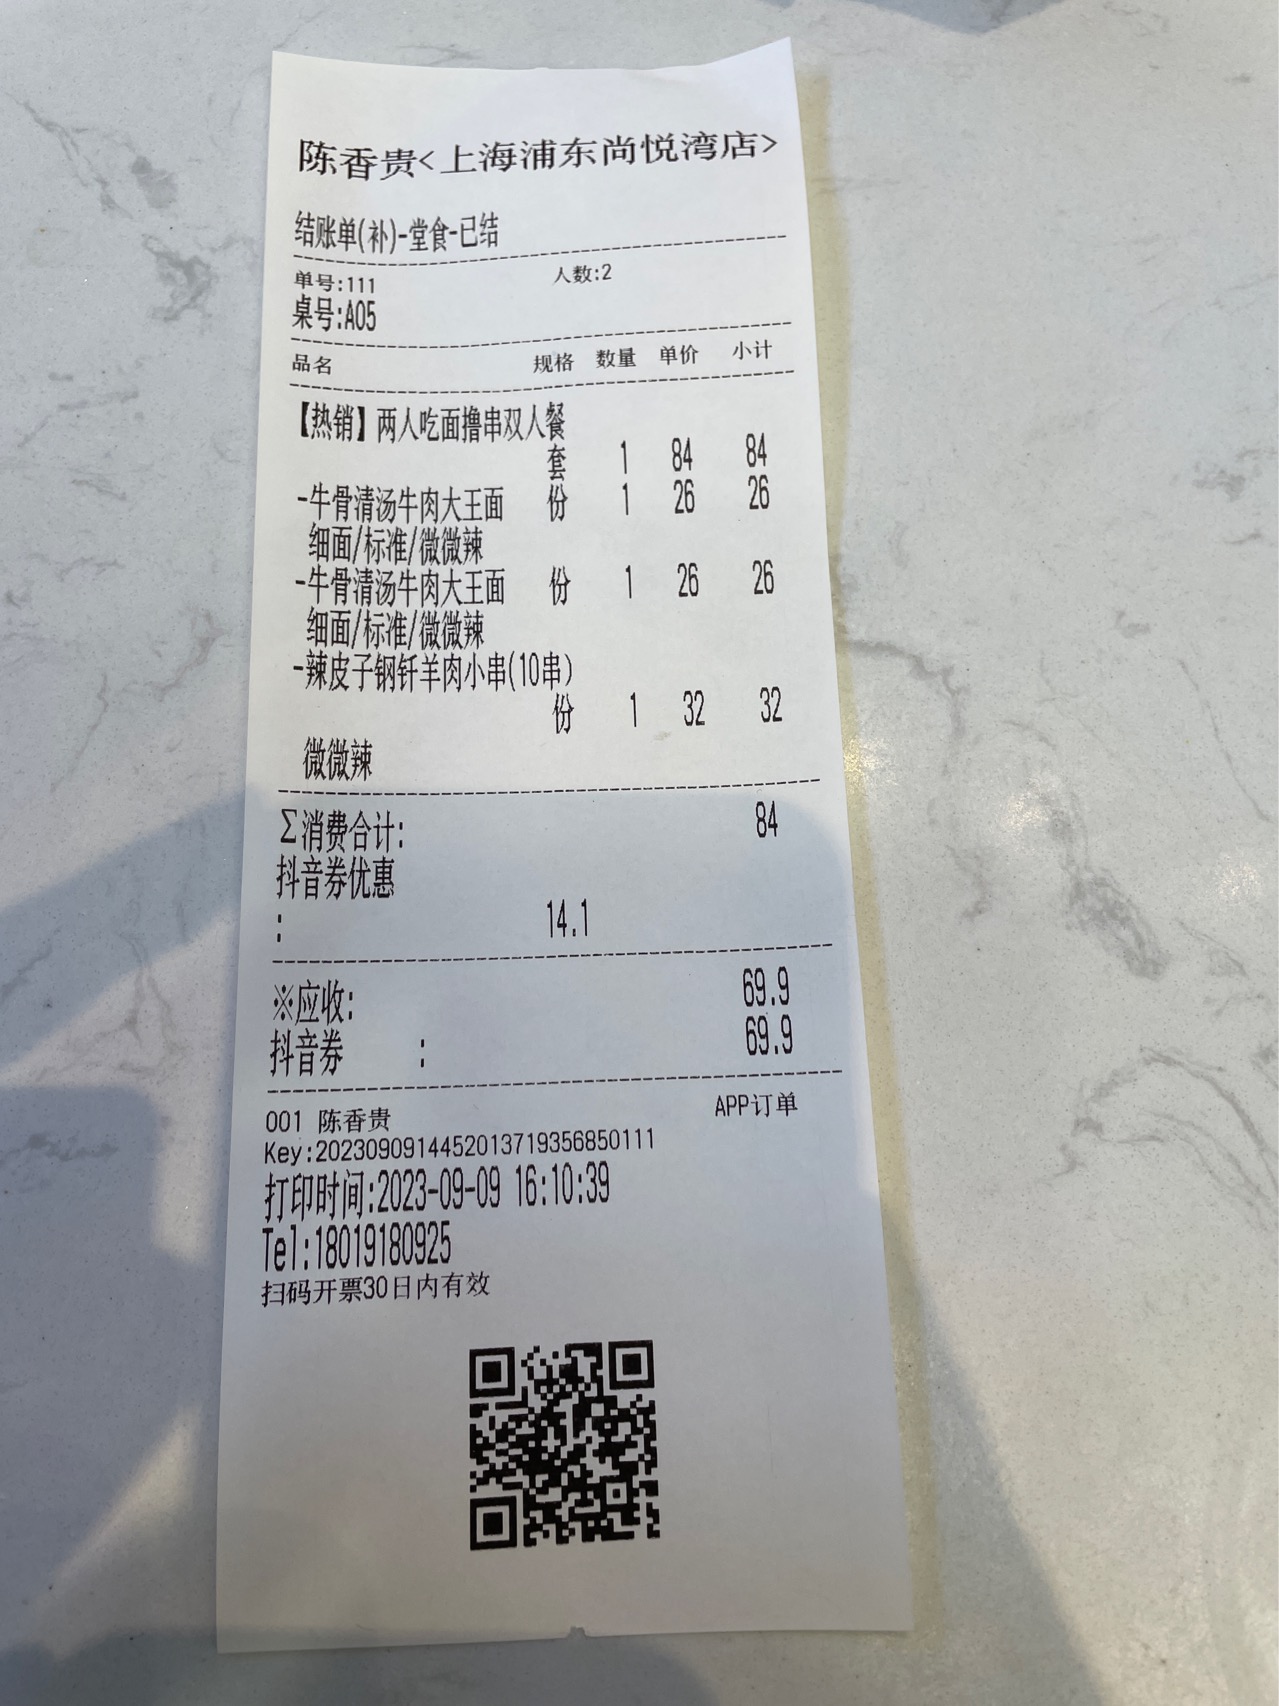 陈香贵<上海浦东尚悦湾店>
结账单(补)-堂食-已结
单号:111 人数:2
桌号:A05
品名 规格 数量 单价 小计
【热销】两人吃面撸串双人餐
套 1 84 84
-牛骨清汤牛肉大王面 份 1 26 26
细面/标准/微微辣
-牛骨清汤牛肉大王面 份 1 26 26
细面/标准/微微辣
-辣皮子钢钎羊肉小串(10串)
份 1 32 32
微微辣
∑消费合计: 84
抖音券优惠
: 14.1
※应收: 69.9
抖音券 : 69.9
001 陈香贵 APP订单
Key:202309091445201371935685011​1
打印时间:2023-09-09 16:10:39
Tel:18019180925
扫码开票30日内有效